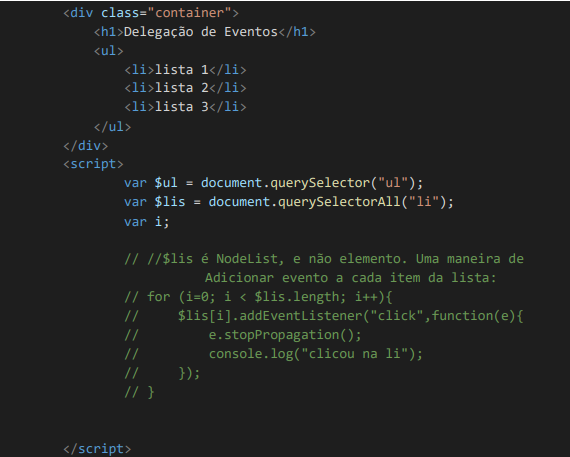 <div class="container">
<h1>Delegação de Eventos</h1>
<ul>
<li>lista 1</li>
<li>lista 2</li>
<li>lista 3</li>
</ul>
</div>
<script>
var $ul = document.querySelector("ul");
var $lis = document.querySelectorAll("li");
var i;
// //$lis é NodeList, e não elemento. Uma maneira de
Adicionar evento a cada item da lista:
// for (i=0; i < $lis.length; i++){
// $lis[i].addEventListener("click",function(e){
// e.stopPropagation();
// console.log("clicou na li");
// });
// }
</script>